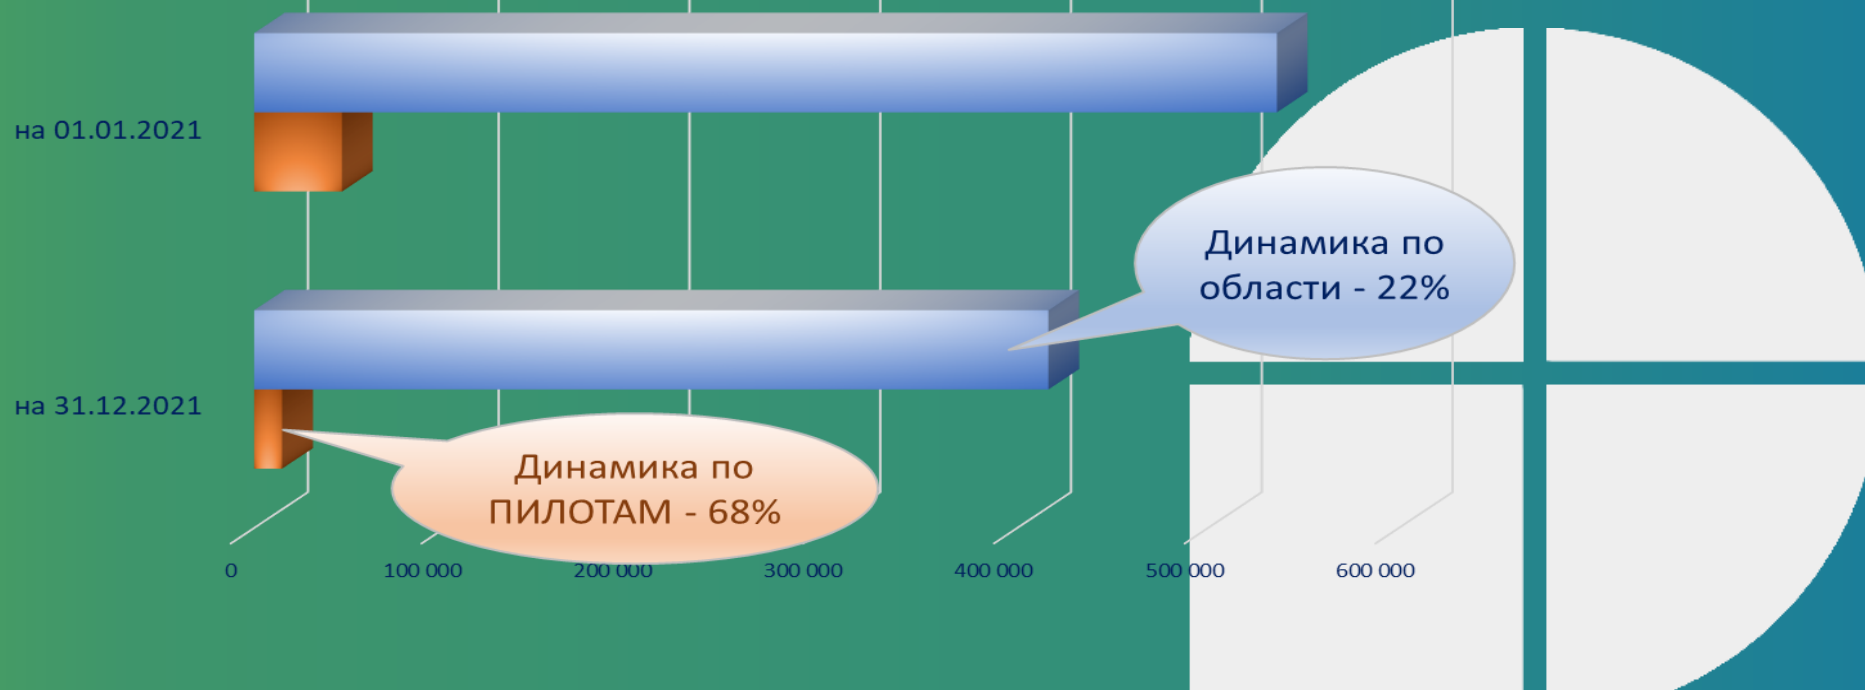 на 01.01.2021
Динамика по
области - 22%
на 31.12.2021
Динамика по
ПИЛОТАМ - 68%
0 100 000 200 000 300 000 400 000 500 000 600 000